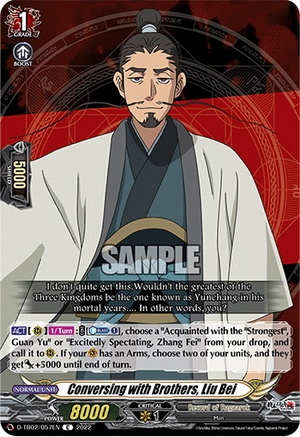 1
GRADE
BOOST
5000
SHIELD
SAMPLE
I don't quite get this.Wouldn't the greatest of the
Three Kingdoms be the one known as Yunchang in his
mortal years.... In other words,you?
ACT 1/Turn : [ ], choose a "Acquainted with the "Strongest",
Guan Yu" or "Excitedly Spectating, Zhang Fei" from your drop, and
call it to . If your has an Arms, choose two of your units, and they
get +5000 until end of turn.
NORMAL UNIT
Conversing with Brothers, Liu Bei
POWER 8000
CRITICAL
1
Record of Ragnarok
Man
D-TB02/057EN C 2022